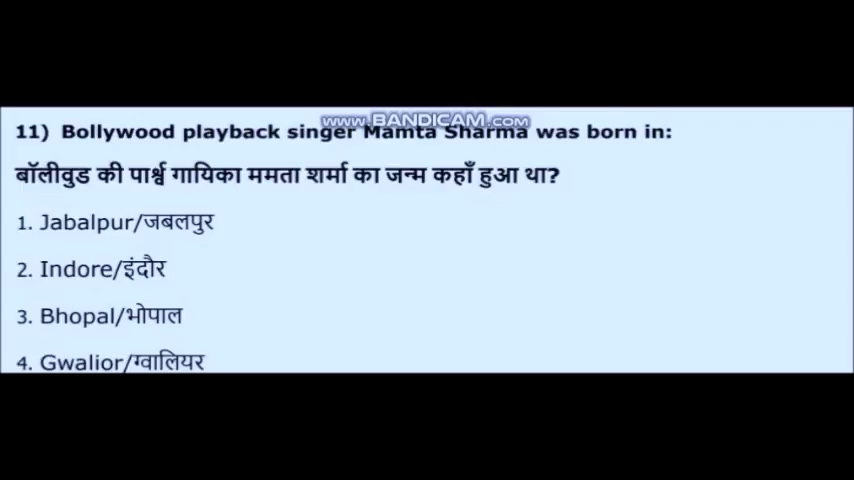 www.BANDICAM.com
11) Bollywood playback singer Mamta Sharma was born in:
बॉलीवुड की पार्श्व गायिका ममता शर्मा का जन्म कहाँ हुआ था?
1. Jabalpur/जबलपुर
2. Indore/इंदौर
3. Bhopal/भोपाल
4. Gwalior/ग्वालियर